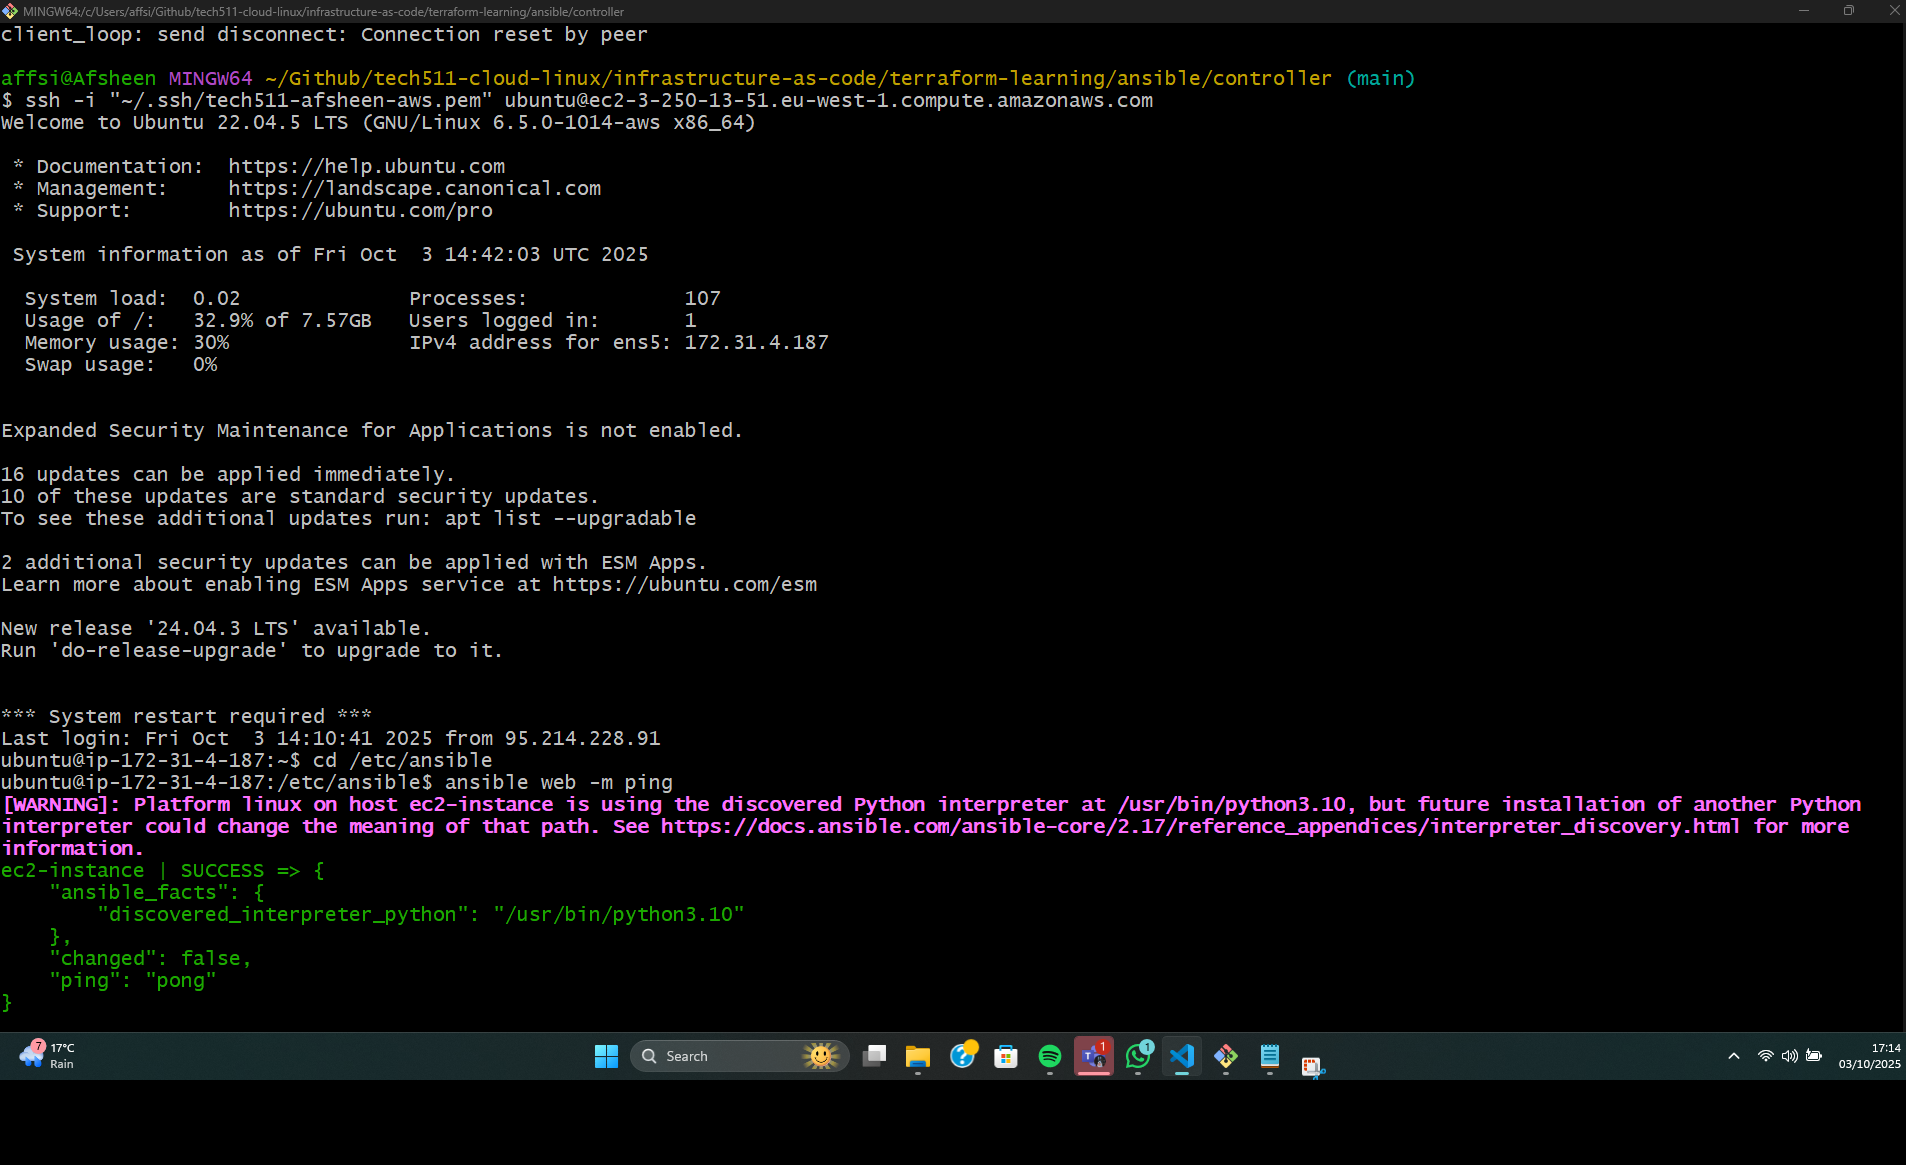 MINGW64:/c/Users/affsi/Github/tech511-cloud-linux/infrastructure-as-code/terraform-learning/ansible/controller
client_loop: send disconnect: Connection reset by peer
affsi@Afsheen MINGW64 ~/Github/tech511-cloud-linux/infrastructure-as-code/terraform-learning/ansible/controller (main)
$ ssh -i "~/.ssh/tech511-afsheen-aws.pem" ubuntu@ec2-3-250-13-51.eu-west-1.compute.amazonaws.com
Welcome to Ubuntu 22.04.5 LTS (GNU/Linux 6.5.0-1014-aws x86_64)
* Documentation:  https://help.ubuntu.com
* Management:     https://landscape.canonical.com
* Support:        https://ubuntu.com/pro
System information as of Fri Oct  3 14:42:03 UTC 2025
System load:  0.02              Processes:             107
Usage of /:   32.9% of 7.57GB   Users logged in:       1
Memory usage: 30%               IPv4 address for ens5: 172.31.4.187
Swap usage:   0%
Expanded Security Maintenance for Applications is not enabled.
16 updates can be applied immediately.
10 of these updates are standard security updates.
To see these additional updates run: apt list --upgradable
2 additional security updates can be applied with ESM Apps.
Learn more about enabling ESM Apps service at https://ubuntu.com/esm
New release '24.04.3 LTS' available.
Run 'do-release-upgrade' to upgrade to it.
*** System restart required ***
Last login: Fri Oct  3 14:10:41 2025 from 95.214.228.91
ubuntu@ip-172-31-4-187:~$ cd /etc/ansible
ubuntu@ip-172-31-4-187:/etc/ansible$ ansible web -m ping
[WARNING]: Platform linux on host ec2-instance is using the discovered Python interpreter at /usr/bin/python3.10, but future installation of another Python
interpreter could change the meaning of that path. See https://docs.ansible.com/ansible-core/2.17/reference_appendices/interpreter_discovery.html for more
information.
ec2-instance | SUCCESS => {
"ansible_facts": {
"discovered_interpreter_python": "/usr/bin/python3.10"
},
"changed": false,
"ping": "pong"
}
7
17°C
Rain
Search
1
1
17:14
03/10/2025